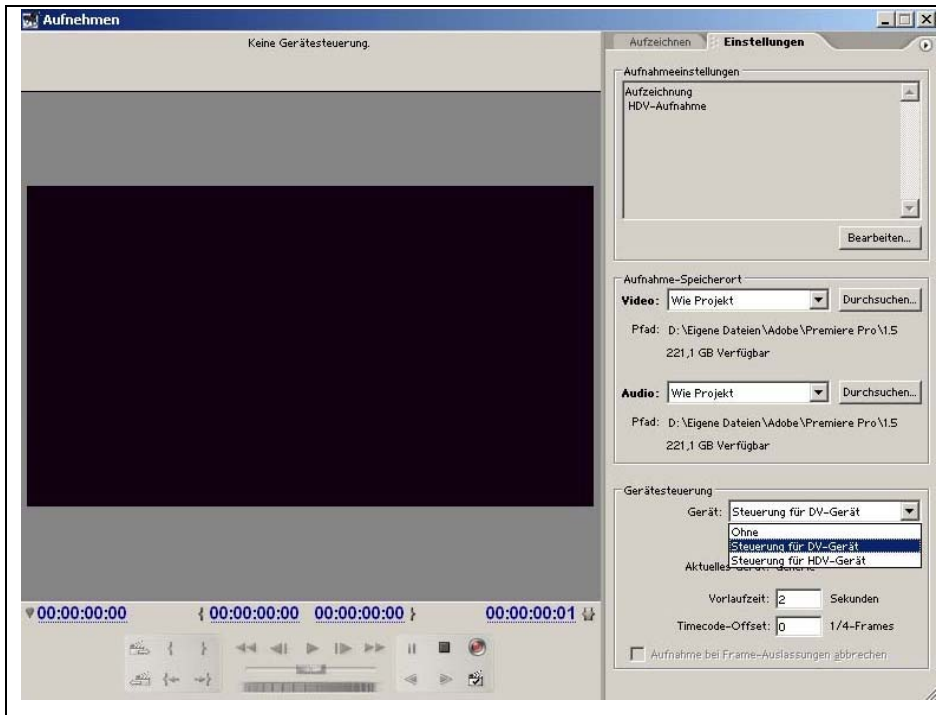 Aufnehmen
Keine Gerätesteuerung.
Aufzeichnen Einstellungen
Aufnahmeeinstellungen
Aufzeichnung
HDV-Aufnahme
Bearbeiten...
Aufnahme-Speicherort
Video: Wie Projekt Durchsuchen...
Pfad: D:\Eigene Dateien\Adobe\Premiere Pro\1.5
221,1 GB Verfügbar
Audio: Wie Projekt Durchsuchen...
Pfad: D:\Eigene Dateien\Adobe\Premiere Pro\1.5
221,1 GB Verfügbar
Gerätesteuerung
Gerät: Steuerung für DV-Gerät
Ohne
Steuerung für DV-Gerät
Steuerung für HDV-Gerät
Aktuelles
Vorlaufzeit: 2 Sekunden
Timecode-Offset: 0 1/4-Frames
Aufnahme bei Frame-Auslassungen abbrechen
00:00:00:00 { 00:00:00:00 00:00:00:00 } 00:00:00:01